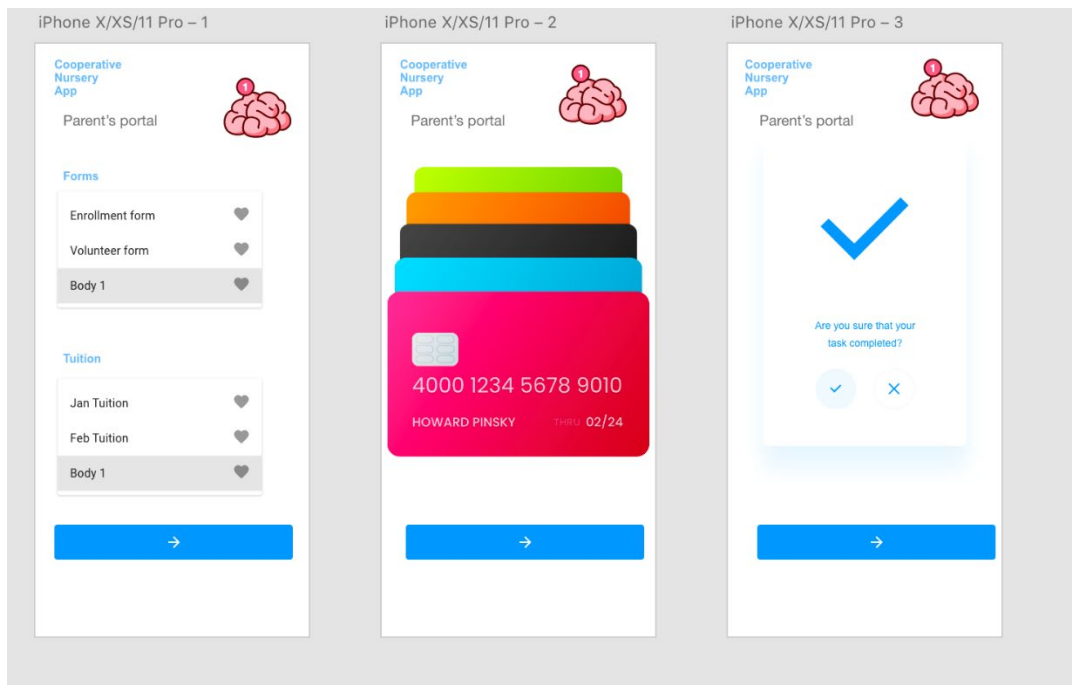 iPhone X/XS/11 Pro – 1
Cooperative
Nursery
App
1
Parent's portal
Forms
Enrollment form
Volunteer form
Body 1
Tuition
Jan Tuition
Feb Tuition
Body 1
iPhone X/XS/11 Pro – 2
Cooperative
Nursery
App
1
Parent's portal
4000 1234 5678 9010
HOWARD PINSKY THRU 02/24
iPhone X/XS/11 Pro – 3
Cooperative
Nursery
App
1
Parent's portal
Are you sure that your
task completed?